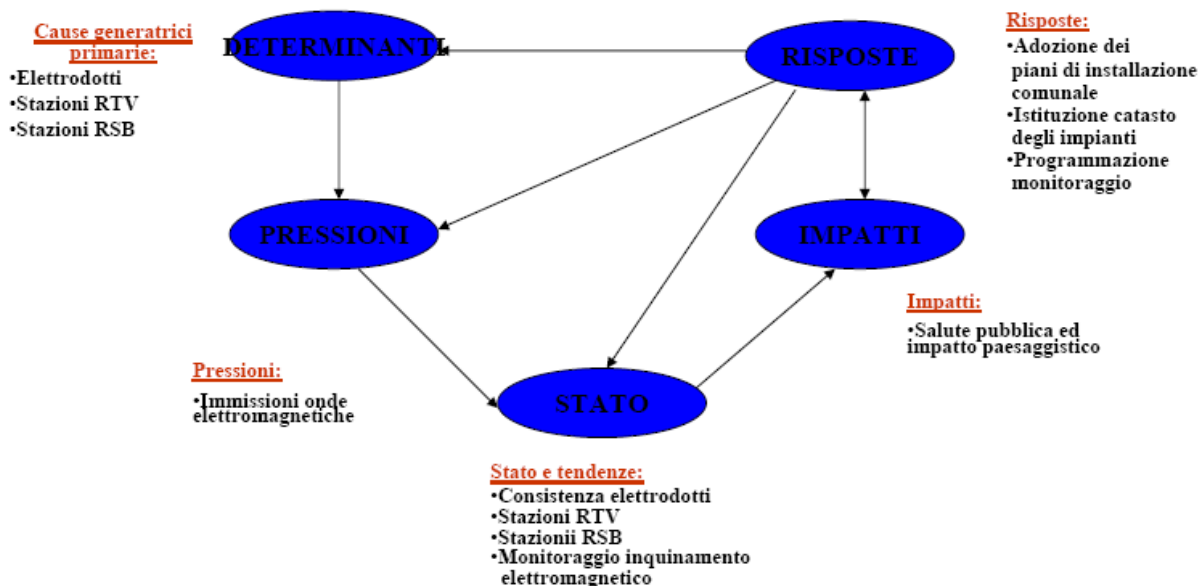 Cause generatrici
primarie:
•Elettrodotti
•Stazioni RTV
•Stazioni RSB
DETERMINANTI
RISPOSTE
Risposte:
•Adozione dei
piani di installazione
comunale
•Istituzione catasto
degli impianti
•Programmazione
monitoraggio
PRESSIONI
IMPATTI
Impatti:
•Salute pubblica ed
impatto paesaggistico
Pressioni:
•Immissioni onde
elettromagnetiche
STATO
Stato e tendenze:
•Consistenza elettrodotti
•Stazioni RTV
•Stazionii RSB
•Monitoraggio inquinamento
elettromagnetico